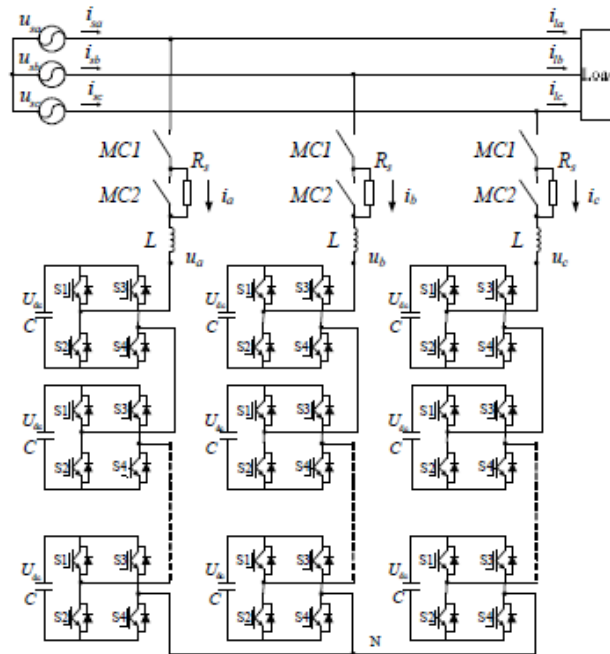 u_sa i_sa i_la
u_sb i_sb i_lb
Load
u_sc i_sc i_lc
MC1 MC1 MC1
R_s R_s R_s
MC2 i_a MC2 i_b MC2 i_c
L u_a L u_b L u_c
S1 S3 S1 S3 S1 S3
U_dc U_dc U_dc
C C C
S2 S4 S2 S4 S2 S4
S1 S3 S1 S3 S1 S3
U_dc U_dc U_dc
C C C
S2 S4 S2 S4 S2 S4
S1 S3 S1 S3 S1 S3
U_dc U_dc U_dc
C C C
S2 S4 S2 S4 S2 S4
N